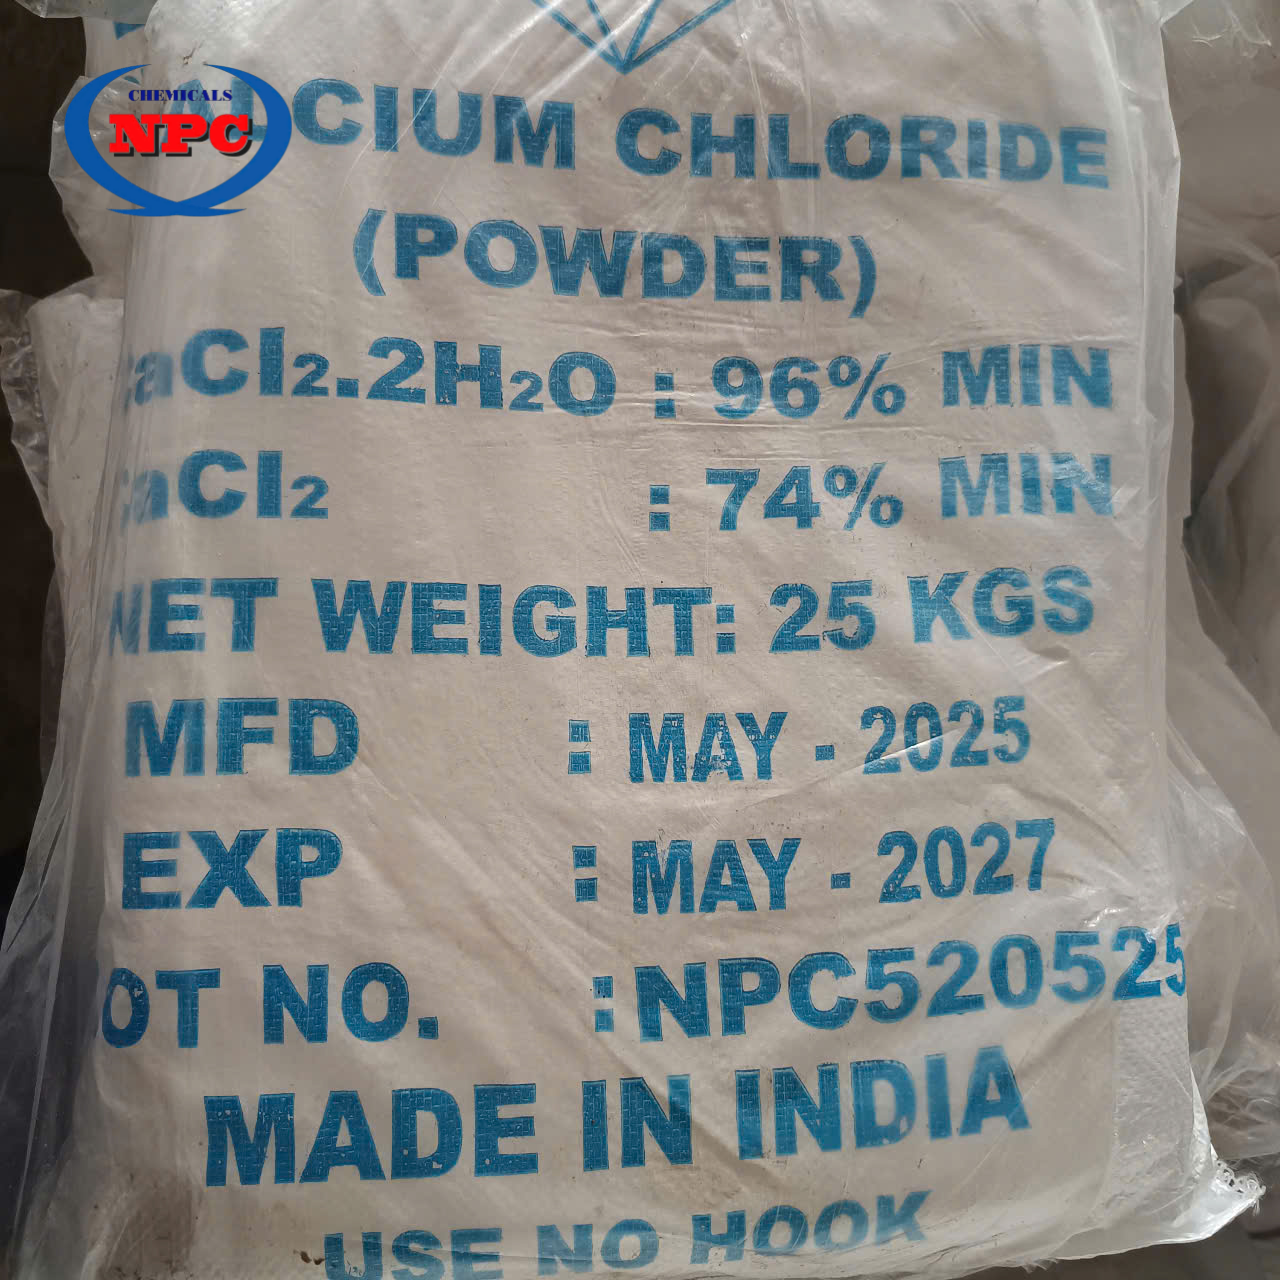 CHEMICALS
NPC
CIUM CHLORIDE
(POWDER)
aCl₂.2H₂O : 96% MIN
aCl₂ : 74% MIN
NET WEIGHT: 25 KGS
MFD : MAY - 2025
EXP : MAY - 2027
OT NO. : NPC520525
MADE IN INDIA
USE NO HOOK